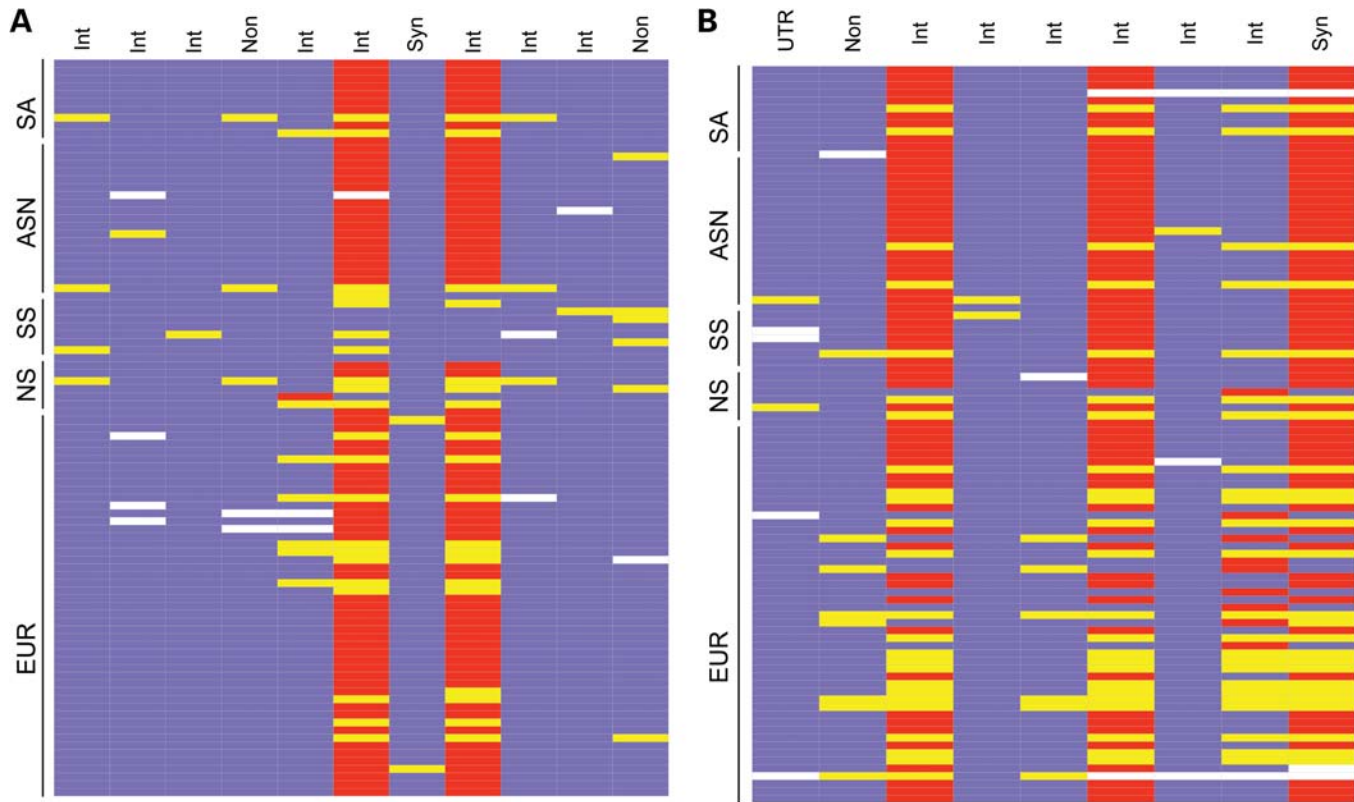 A
Int Int Int Non Int Int Syn Int Int Int Non
SA
ASN
SS
NS
EUR
B
UTR Non Int Int Int Int Int Int Syn
SA
ASN
SS
NS
EUR